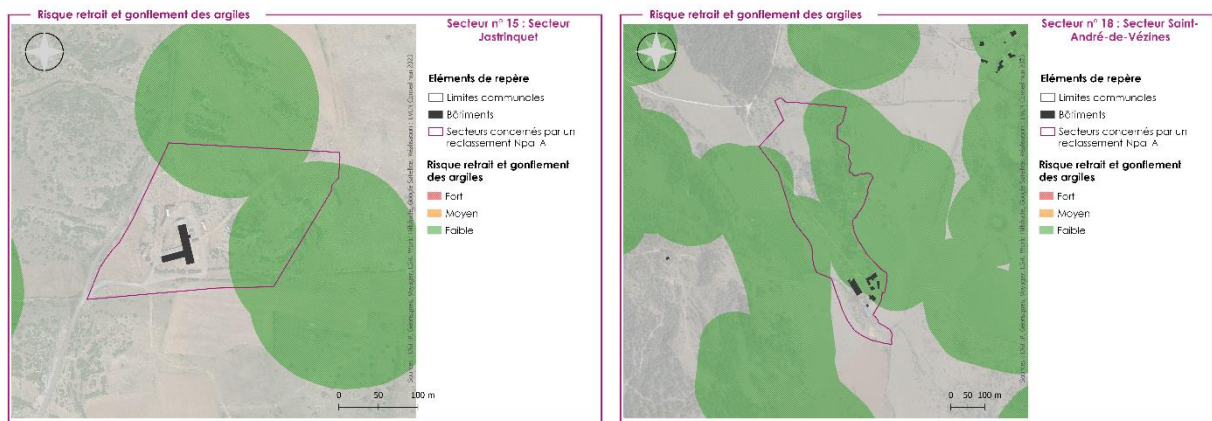 Risque retrait et gonflement des argiles
Secteur n° 15 : Secteur
Jastrinquet
Eléments de repère
Limites communales
Bâtiments
Secteurs concernés par un
reclassement Npa A
Risque retrait et gonflement
des argiles
Fort
Moyen
Faible
0 50 100 m
Risque retrait et gonflement des argiles
Secteur n° 18 : Secteur Saint-
André-de-Vézines
Eléments de repère
Limites communales
Bâtiments
Secteurs concernés par un
reclassement Npa A
Risque retrait et gonflement
des argiles
Fort
Moyen
Faible
0 50 100 m